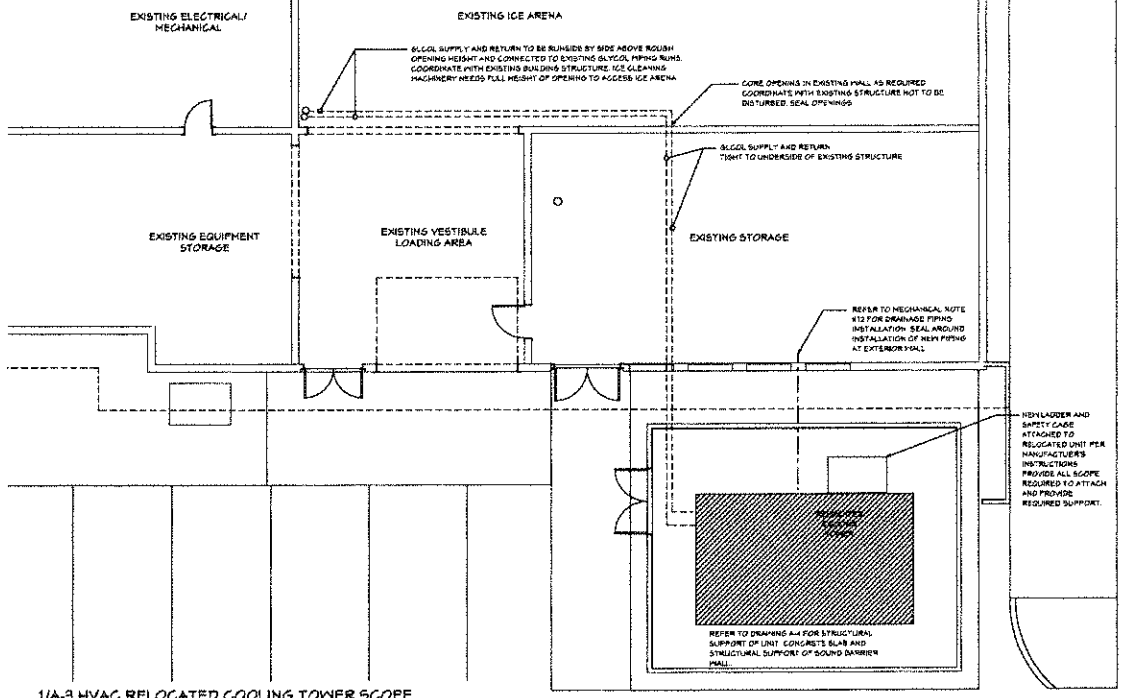 EXISTING ELECTRICAL/
MECHANICAL
EXISTING ICE ARENA
GLCOL SUPPLY AND RETURN TO BE RUNSIDE BY SIDE ABOVE ROUGH
OPENING HEIGHT AND CONNECTED TO EXISTING GLYCOL PIPING RUNS.
COORDINATE WITH EXISTING BUILDING STRUCTURE. ICE CLEANING
MACHINERY NEEDS FULL HEIGHT OF OPENING TO ACCESS ICE ARENA
CORE OPENINGS IN EXISTING WALL AS REQUIRED
COORDINATE WITH EXISTING STRUCTURE NOT TO BE
DISTURBED. SEAL OPENINGS
GLCOL SUPPLY AND RETURN
TIGHT TO UNDERSIDE OF EXISTING STRUCTURE
EXISTING EQUIPMENT
STORAGE
EXISTING VESTIBULE
LOADING AREA
EXISTING STORAGE
REFER TO MECHANICAL NOTE
#12 FOR DRAINAGE PIPING
INSTALLATION. SEAL AROUND
INSTALLATION OF NEW PIPING
AT EXTERIOR WALL
NEW LADDER AND
SAFETY CAGE
ATTACHED TO
RELOCATED UNIT PER
MANUFACTURERS
INSTRUCTIONS
PROVIDE ALL SCOPE
REQUIRED TO ATTACH
AND PROVIDE
REQUIRED SUPPORT.
RELOCATED
COOLING
TOWER
REFER TO DRAWING A-4 FOR STRUCTURAL
SUPPORT OF UNIT CONCRETE SLAB AND
STRUCTURAL SUPPORT OF SOUND BARRIER
WALL.
1/A-3 HVAC RELOCATED COOLING TOWER SCOPE